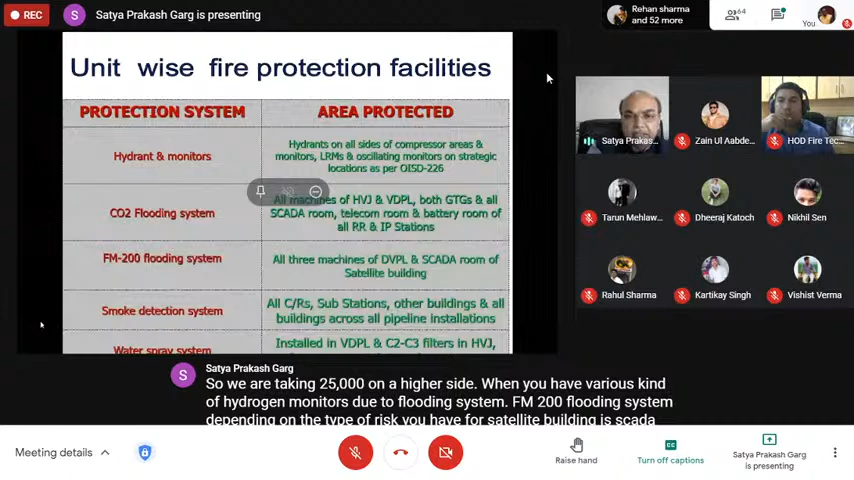 REC
S
Satya Prakash Garg is presenting
Rehan sharma
and 52 more
64
You
Unit wise fire protection facilities
PROTECTION SYSTEM
AREA PROTECTED
Hydrant & monitors
Hydrants on all sides of compressor areas &
monitors, LRMs & oscillating monitors on strategic
locations as per OISD-226
CO2 Flooding system
All machines of HVJ & VDPL, both GTGs & all
SCADA room, telecom room & battery room of
all RR & IP Stations
FM-200 flooding system
All three machines of DVPL & SCADA room of
Satellite building
Smoke detection system
All C/Rs, Sub Stations, other buildings & all
buildings across all pipeline installations
Water spray system
Installed in VDPL & C2-C3 filters in HVJ,
Satya Prakas...
Zain Ul Aabde...
HOD Fire Tec...
Tarun Mehlaw...
Dheeraj Katoch
Nikhil Sen
Rahul Sharma
Kartikay Singh
Vishist Verma
S
Satya Prakash Garg
So we are taking 25,000 on a higher side. When you have various kind
of hydrogen monitors due to flooding system. FM 200 flooding system
depending on the type of risk you have for satellite building is scada
Meeting details
Raise hand
Turn off captions
Satya Prakash Garg
is presenting